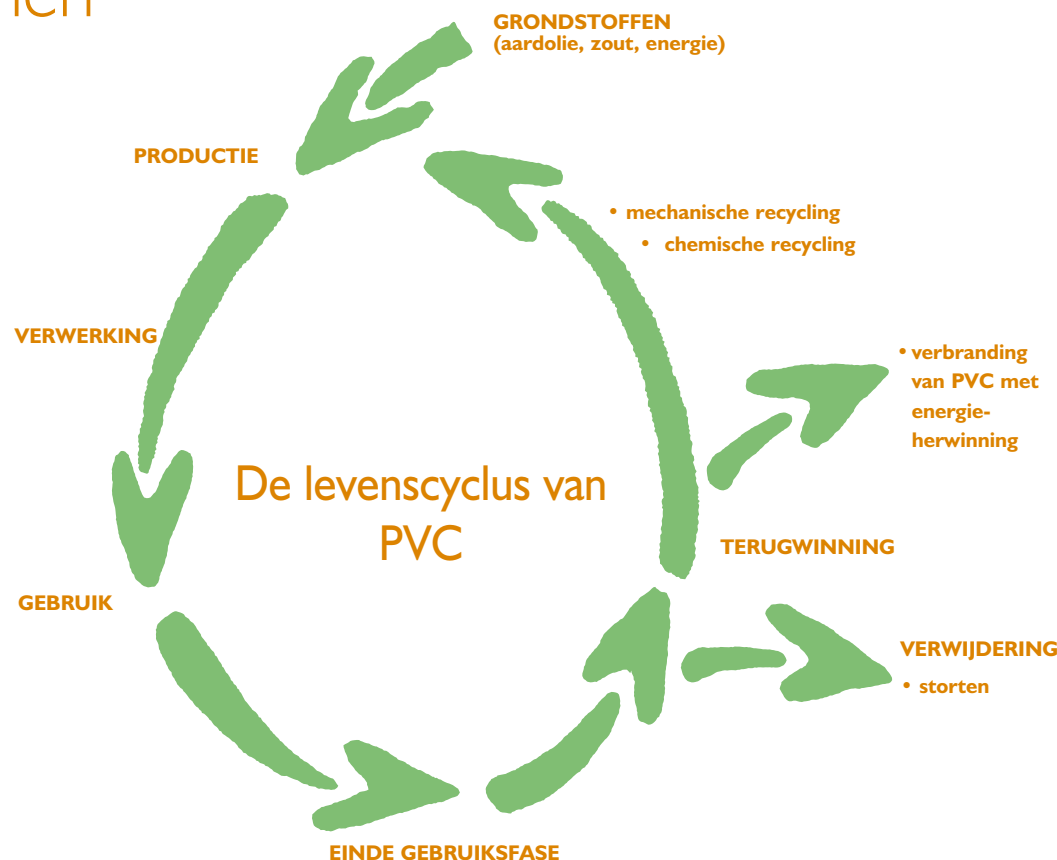 GRONDSTOFFEN
(aardolie, zout, energie)
PRODUCTIE
• mechanische recycling
• chemische recycling
VERWERKING
• verbranding
van PVC met
energie-
herwinning
De levenscyclus van
PVC
TERUGWINNING
GEBRUIK
VERWIJDERING
• storten
EINDE GEBRUIKSFASE